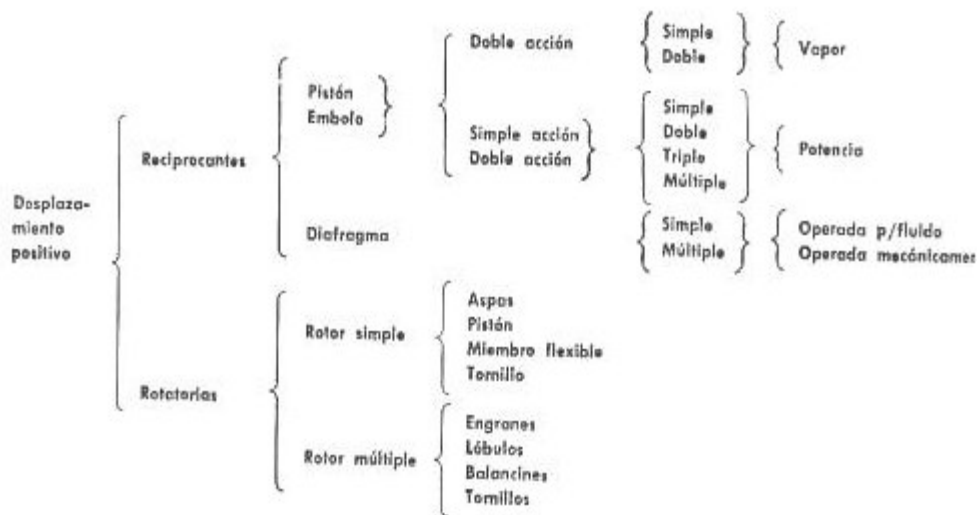 Desplaza-
miento
positivo
Reciprocantes
Pistón
Embolo
Doble acción
Simple
Doble
Vapor
Simple acción
Doble acción
Simple
Doble
Triple
Múltiple
Potencia
Diafragma
Simple
Múltiple
Operada p/fluido
Operada mecánicamen
Rotatorias
Rotor simple
Aspas
Pistón
Miembro flexible
Tornillo
Rotor múltiple
Engranes
Lóbulos
Balancines
Tornillos